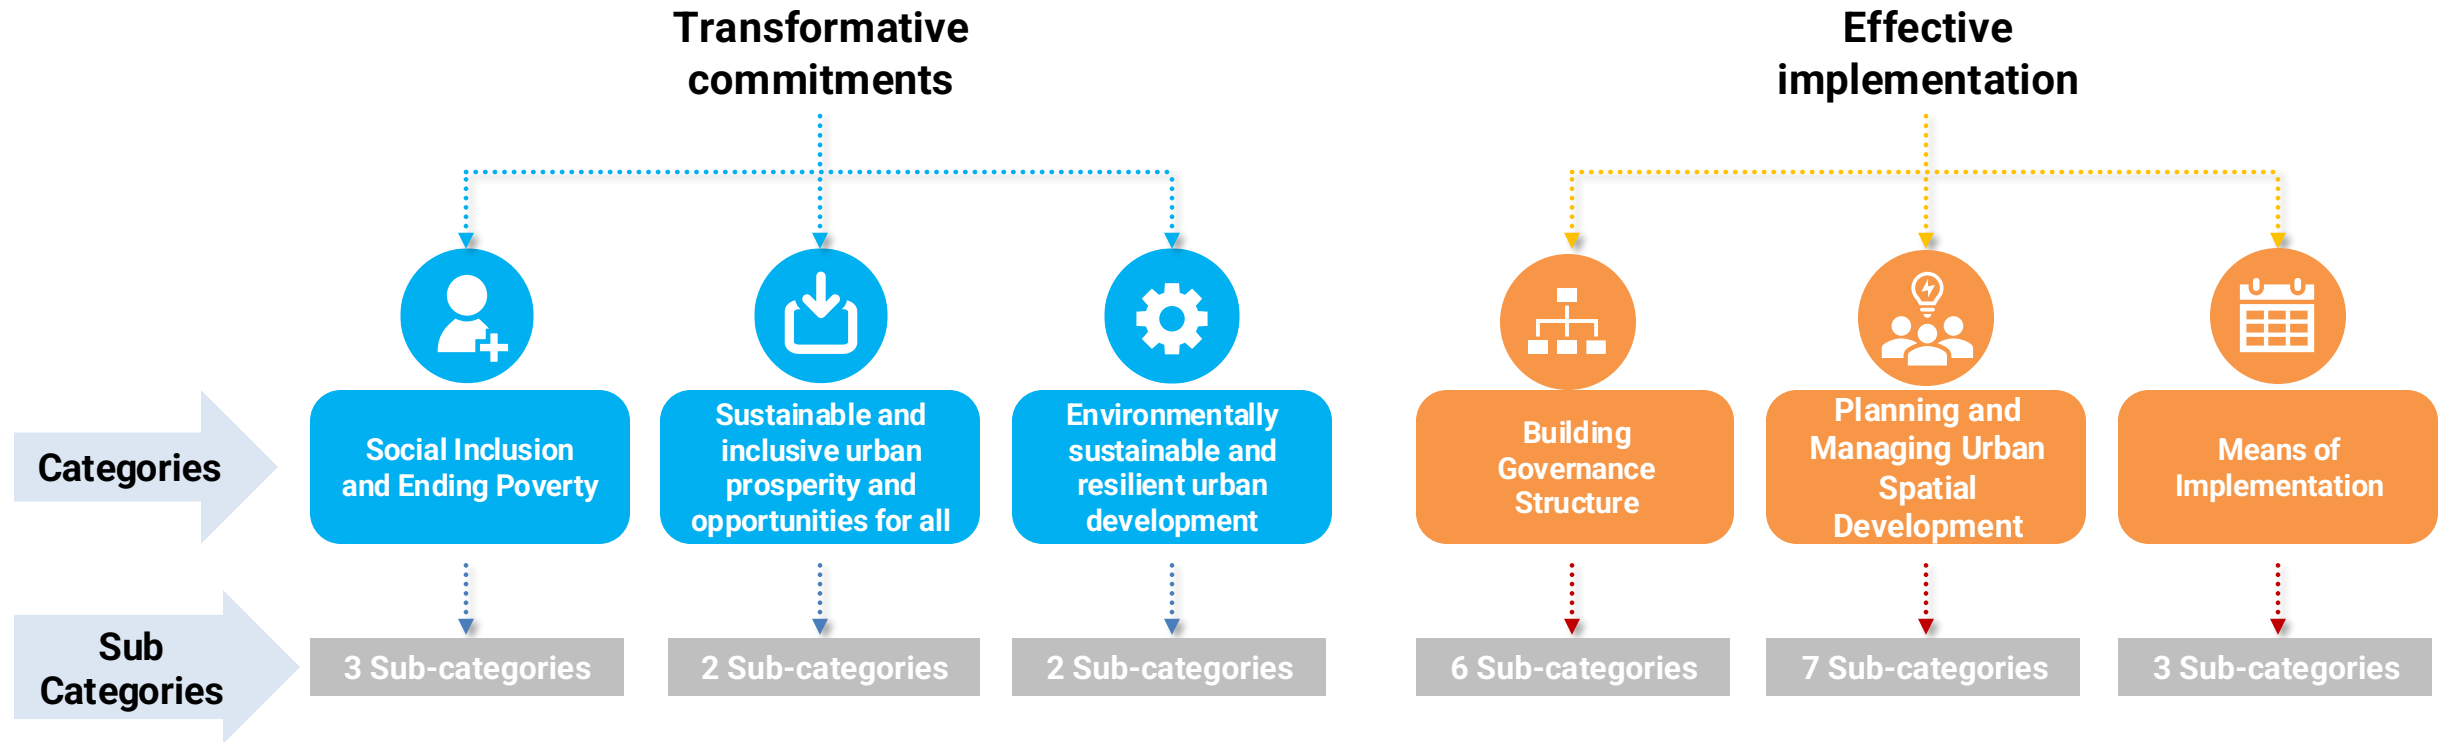 Transformative
commitments
Effective
implementation
Categories
Social Inclusion
and Ending Poverty
Sustainable and
inclusive urban
prosperity and
opportunities for all
Environmentally
sustainable and
resilient urban
development
Building
Governance
Structure
Planning and
Managing Urban
Spatial
Development
Means of
Implementation
Sub
Categories
3 Sub-categories
2 Sub-categories
2 Sub-categories
6 Sub-categories
7 Sub-categories
3 Sub-categories